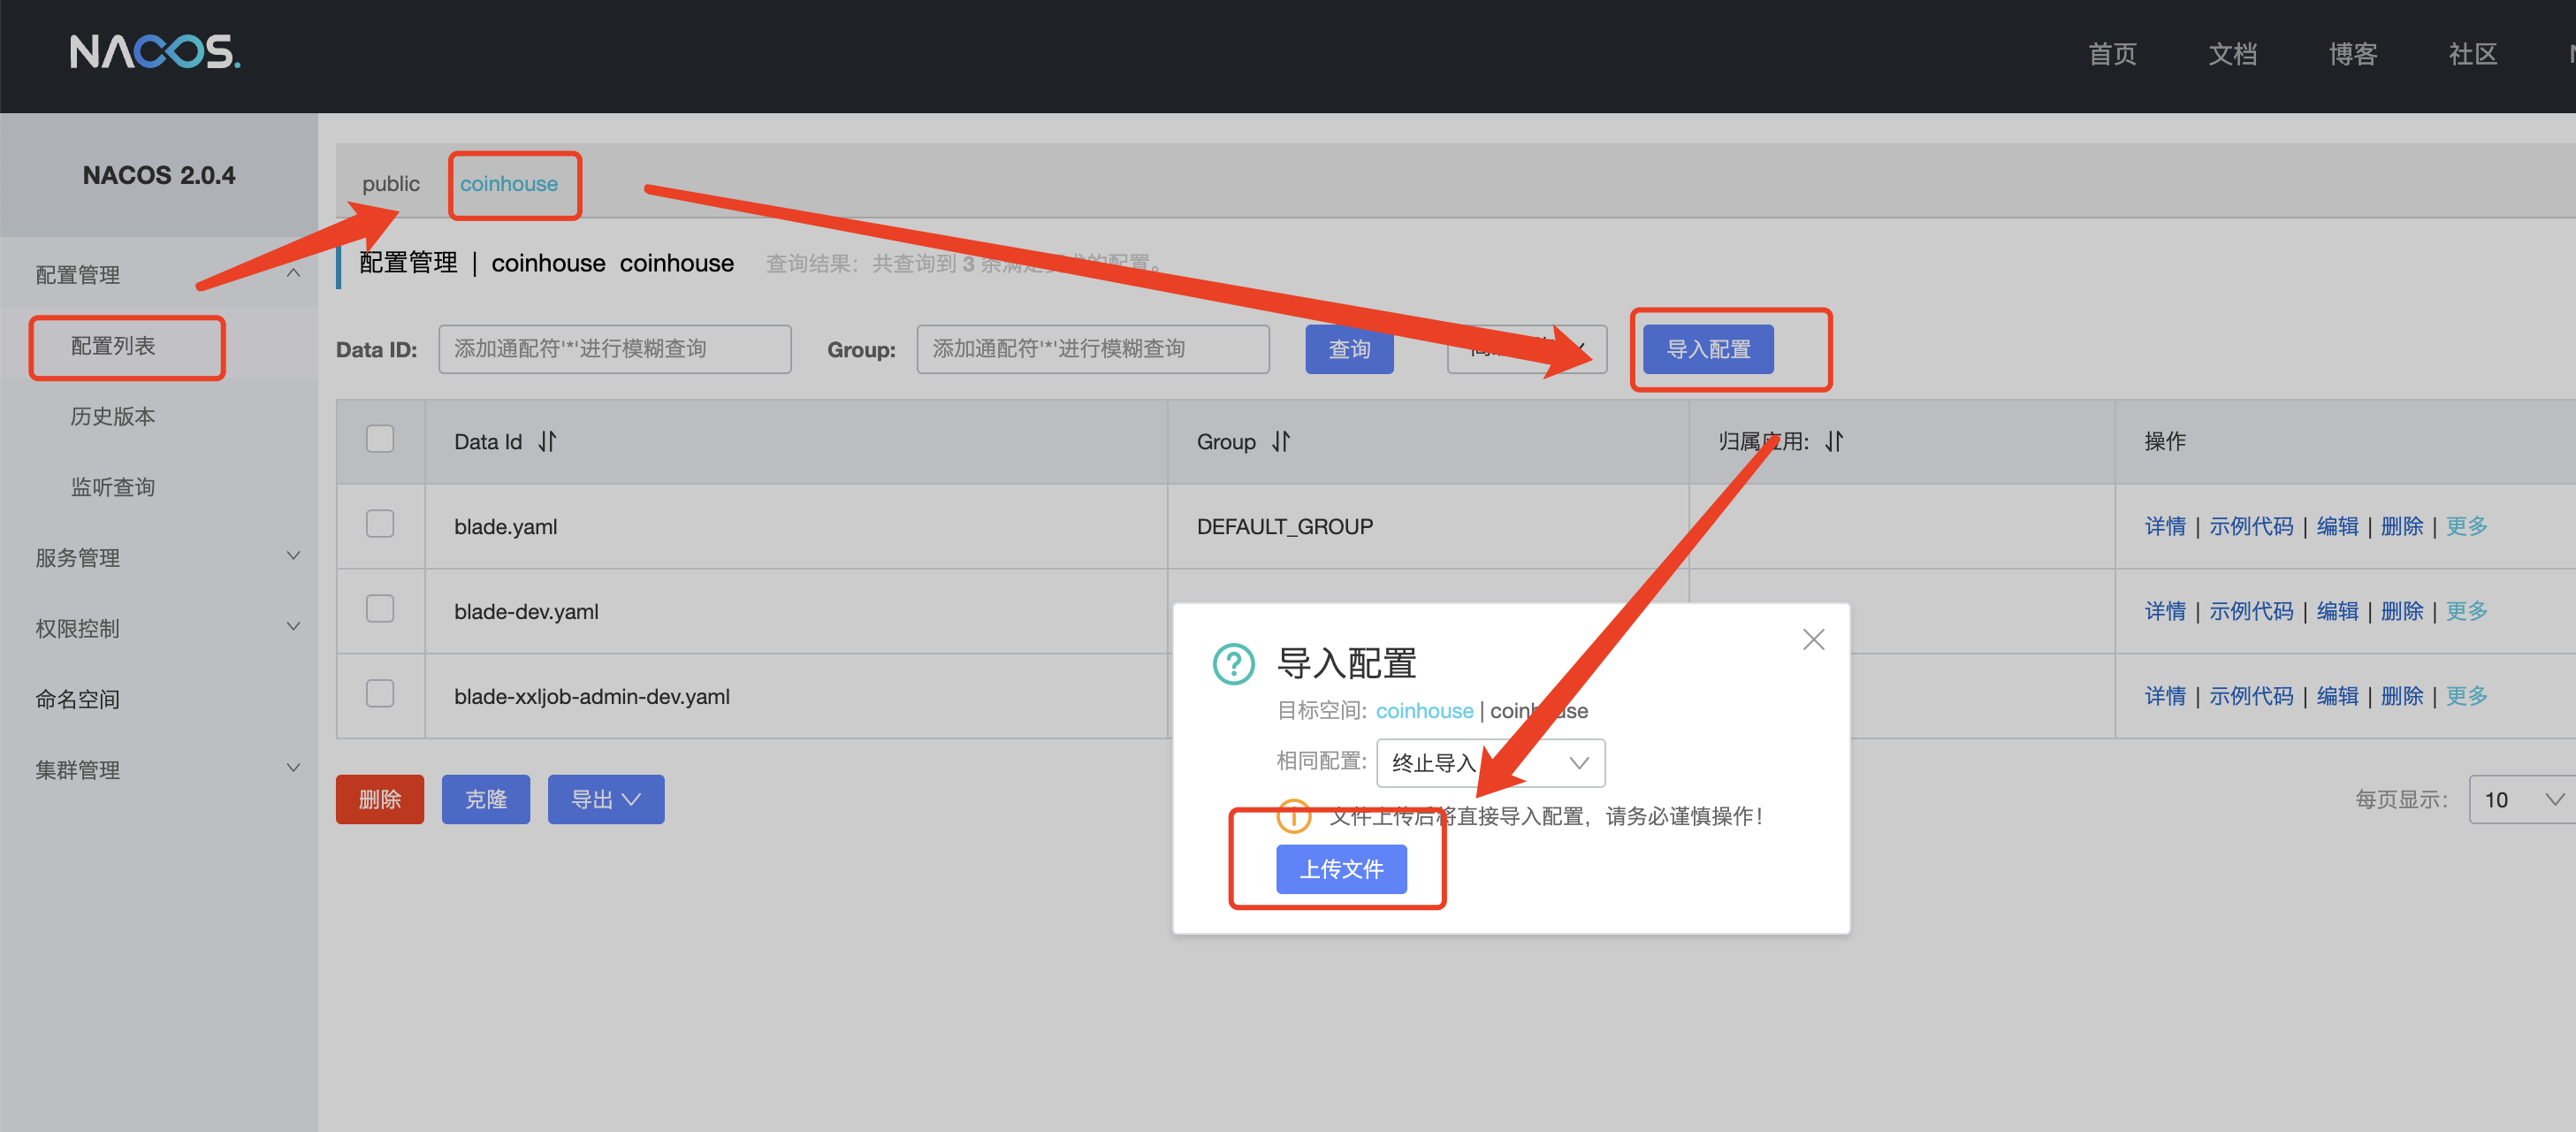 NACOS.
首页 文档 博客 社区
NACOS 2.0.4
public coinhouse
配置管理 | coinhouse coinhouse 查询结果：共查询到 3 条满足要求的配置。
配置管理
配置列表
历史版本
监听查询
服务管理
权限控制
命名空间
集群管理
Data ID: 添加通配符'*'进行模糊查询 Group: 添加通配符'*'进行模糊查询 查询 导入配置
Data Id Group 归属应用: 操作
blade.yaml DEFAULT_GROUP 详情 | 示例代码 | 编辑 | 删除 | 更多
blade-dev.yaml 详情 | 示例代码 | 编辑 | 删除 | 更多
blade-xxljob-admin-dev.yaml 详情 | 示例代码 | 编辑 | 删除 | 更多
删除 克隆 导出
每页显示: 10
导入配置
目标空间: coinhouse | coinhouse
相同配置: 终止导入
文件上传后将直接导入配置，请务必谨慎操作！
上传文件